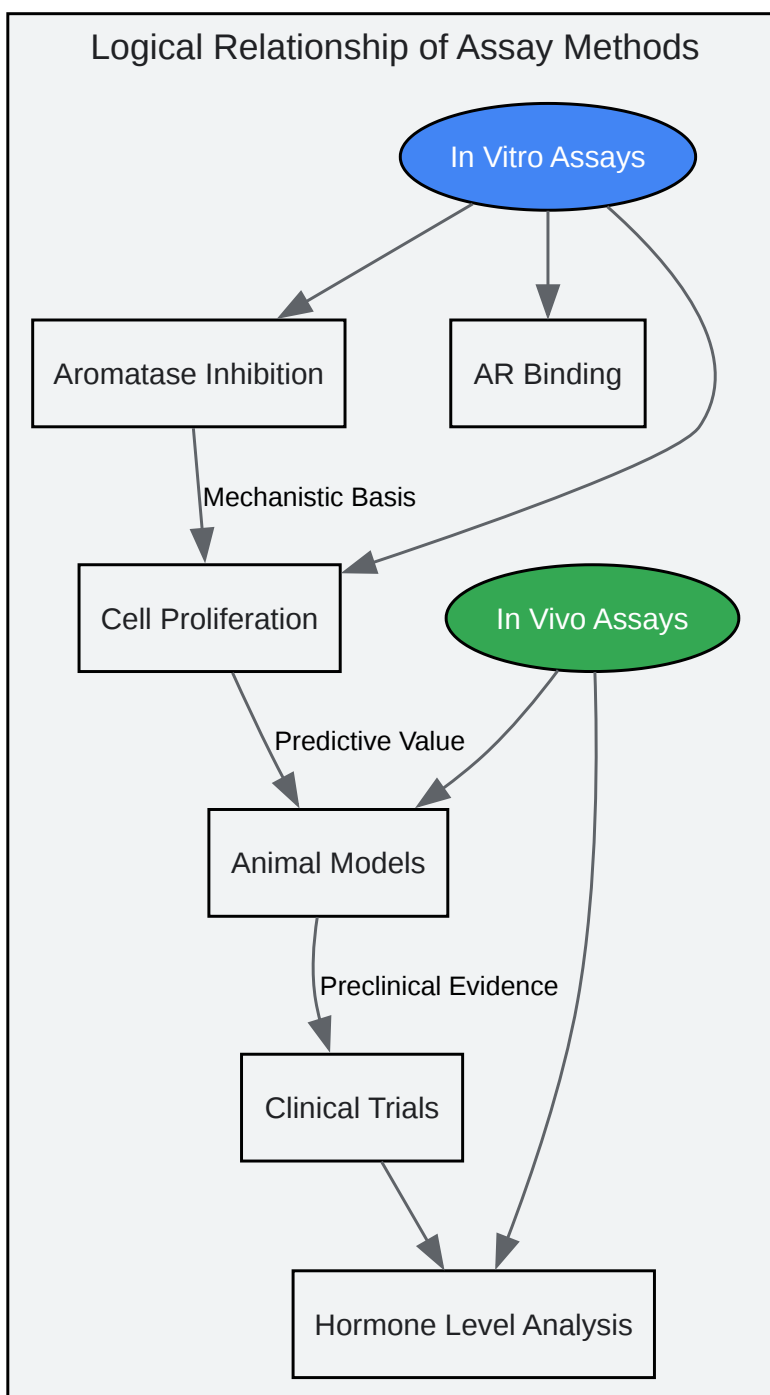 Logical Relationship of Assay Methods
In Vitro Assays
Aromatase Inhibition
AR Binding
Mechanistic Basis
Cell Proliferation
In Vivo Assays
Predictive Value
Animal Models
Preclinical Evidence
Clinical Trials
Hormone Level Analysis